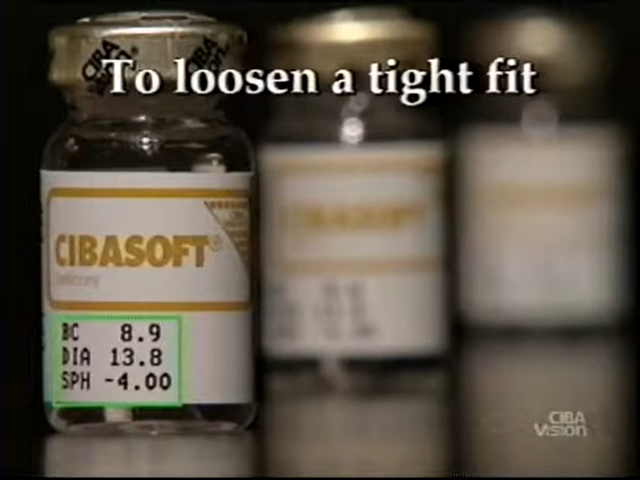 CIBA
CIBA
To loosen a tight fit
CIBASOFT®
BC 8.9
DIA 13.8
SPH -4.00
CIBA
Vision